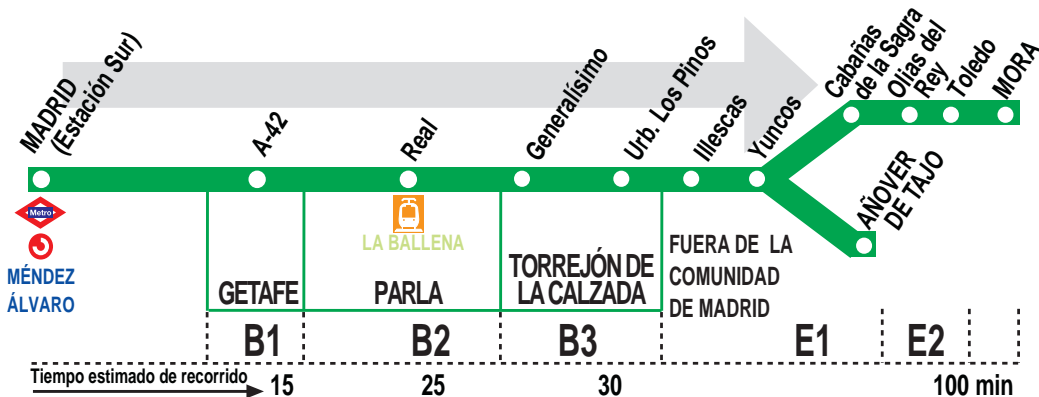 MADRID
(Estación Sur)
A-42
Real
Generalísimo
Urb. Los Pinos
Illescas
Yuncos
Cabañas
de la Sagra
Olias del
Rey
Toledo
MORA
AÑOVER
DE TAJO
Metro
MÉNDEZ
ÁLVARO
LA BALLENA
GETAFE
PARLA
TORREJÓN DE
LA CALZADA
FUERA DE LA
COMUNIDAD
DE MADRID
B1
B2
B3
E1
E2
Tiempo estimado de recorrido
15
25
30
100 min